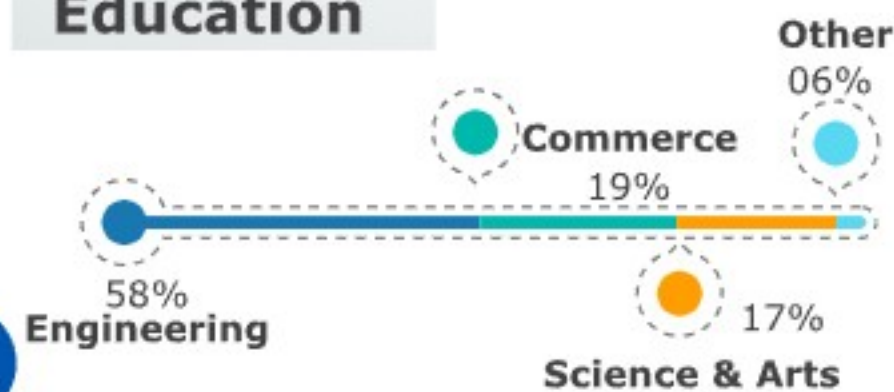 Education
Other
06%
Commerce
19%
58%
Engineering
17%
Science & Arts